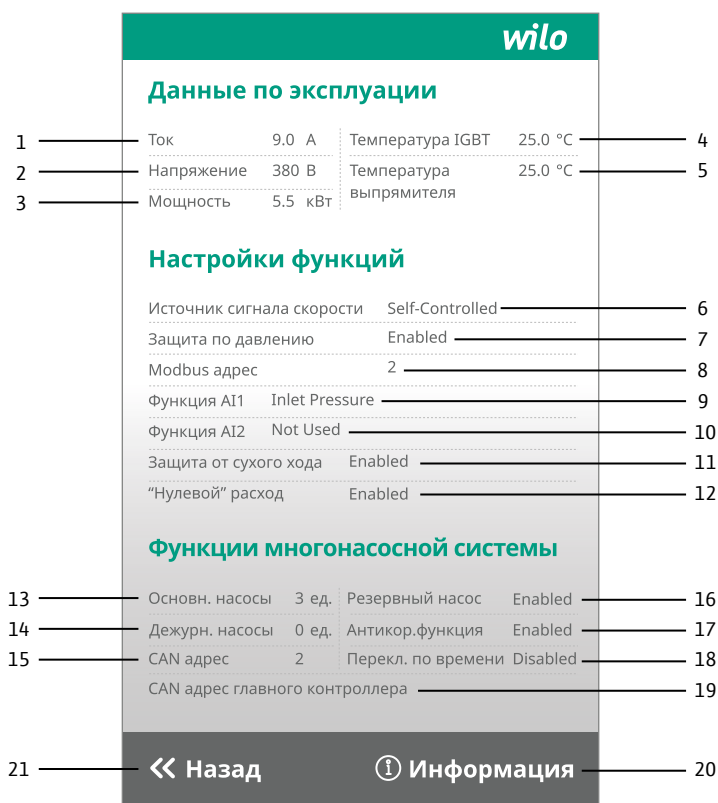 wilo
Данные по эксплуации
1 Ток 9.0 А Температура IGBT 25.0 °C 4
2 Напряжение 380 В Температура 25.0 °C 5
выпрямителя
3 Мощность 5.5 кВт
Настройки функций
Источник сигнала скорости Self-Controlled 6
Защита по давлению Enabled 7
Modbus адрес 2 8
Функция AI1 Inlet Pressure 9
Функция AI2 Not Used 10
Защита от сухого хода Enabled 11
“Нулевой” расход Enabled 12
Функции многонасосной системы
13 Основн. насосы 3 ед. Резервный насос Enabled 16
14 Дежурн. насосы 0 ед. Антикор.функция Enabled 17
15 CAN адрес 2 Перекл. по времени Disabled 18
CAN адрес главного контроллера 19
21 Назад Информация 20